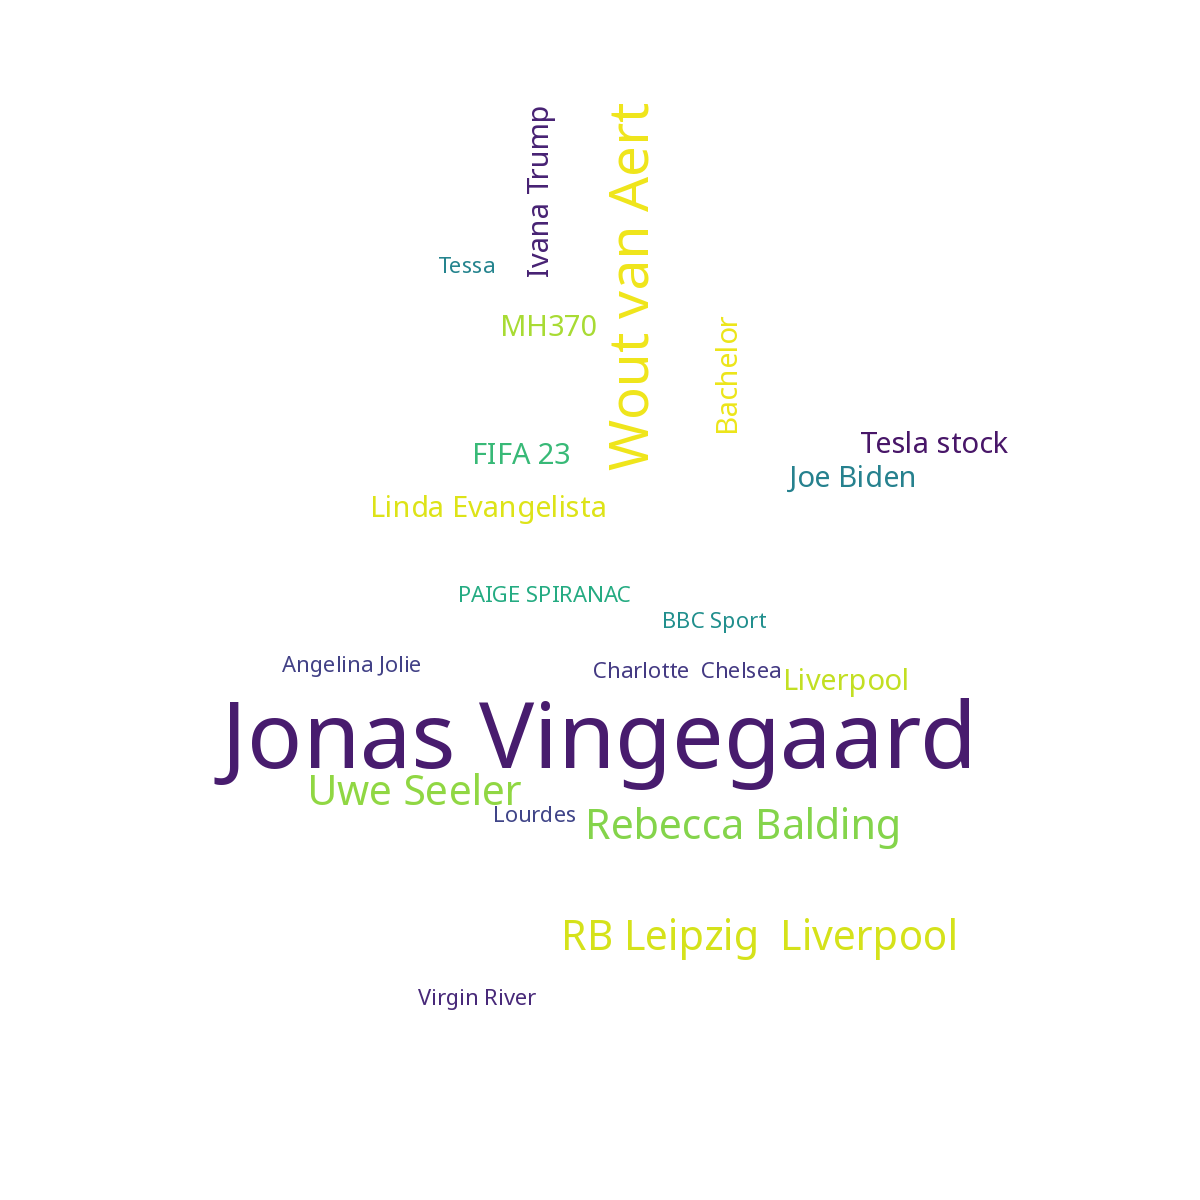 Ivana Trump
Wout van Aert
Tessa
MH370
Bachelor
FIFA 23
Tesla stock
Joe Biden
Linda Evangelista
PAIGE SPIRANAC
BBC Sport
Angelina Jolie
Charlotte Chelsea
Liverpool
Jonas Vingegaard
Uwe Seeler
Lourdes
Rebecca Balding
RB Leipzig Liverpool
Virgin River